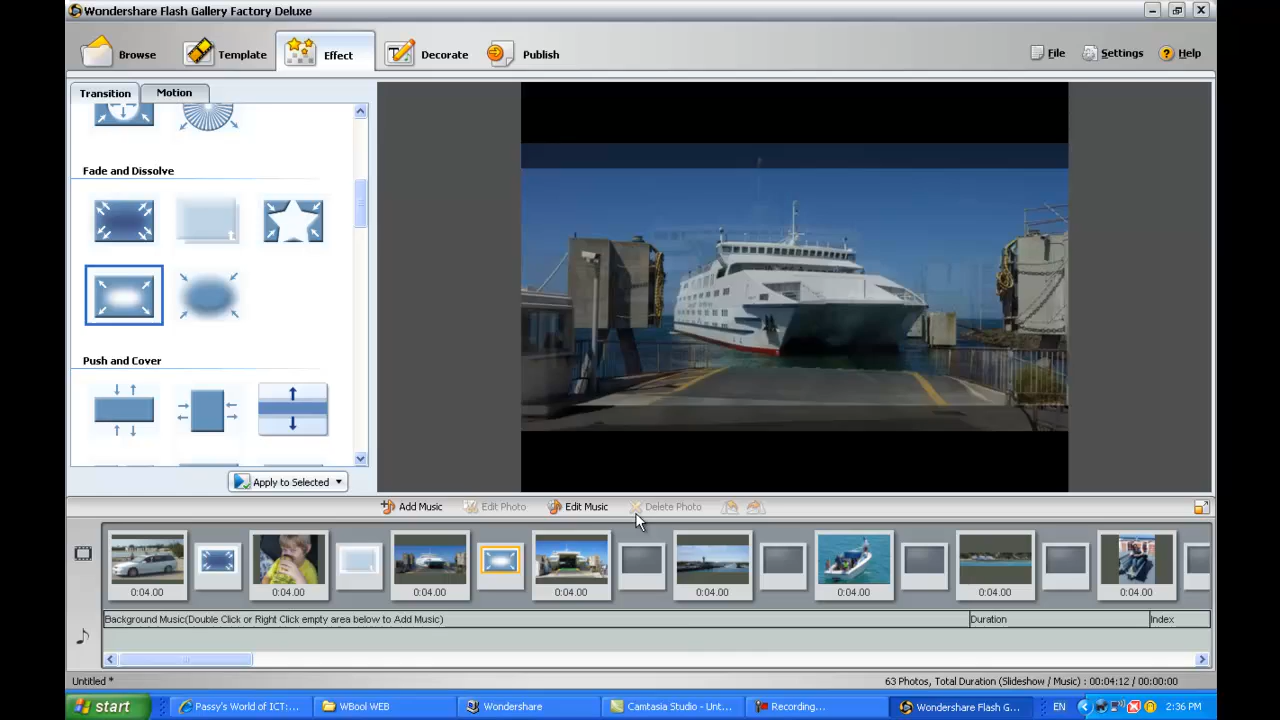 Wondershare Flash Gallery Factory Deluxe
Browse Template Effect Decorate Publish File Settings Help
Transition Motion
Fade and Dissolve
Push and Cover
Apply to Selected
Add Music Edit Photo Edit Music Delete Photo
0:04.00 0:04.00 0:04.00 0:04.00 0:04.00 0:04.00 0:04.00 0:04.00
Background Music(Double Click or Right Click empty area below to Add Music) Duration Index
Untitled * 63 Photos, Total Duration (Slideshow / Music) : 00:04:12 / 00:00:00
start Passy's World of ICT:... WBool WEB Wondershare Camtasia Studio - Unt... Recording... Wondershare Flash G... EN 2:36 PM